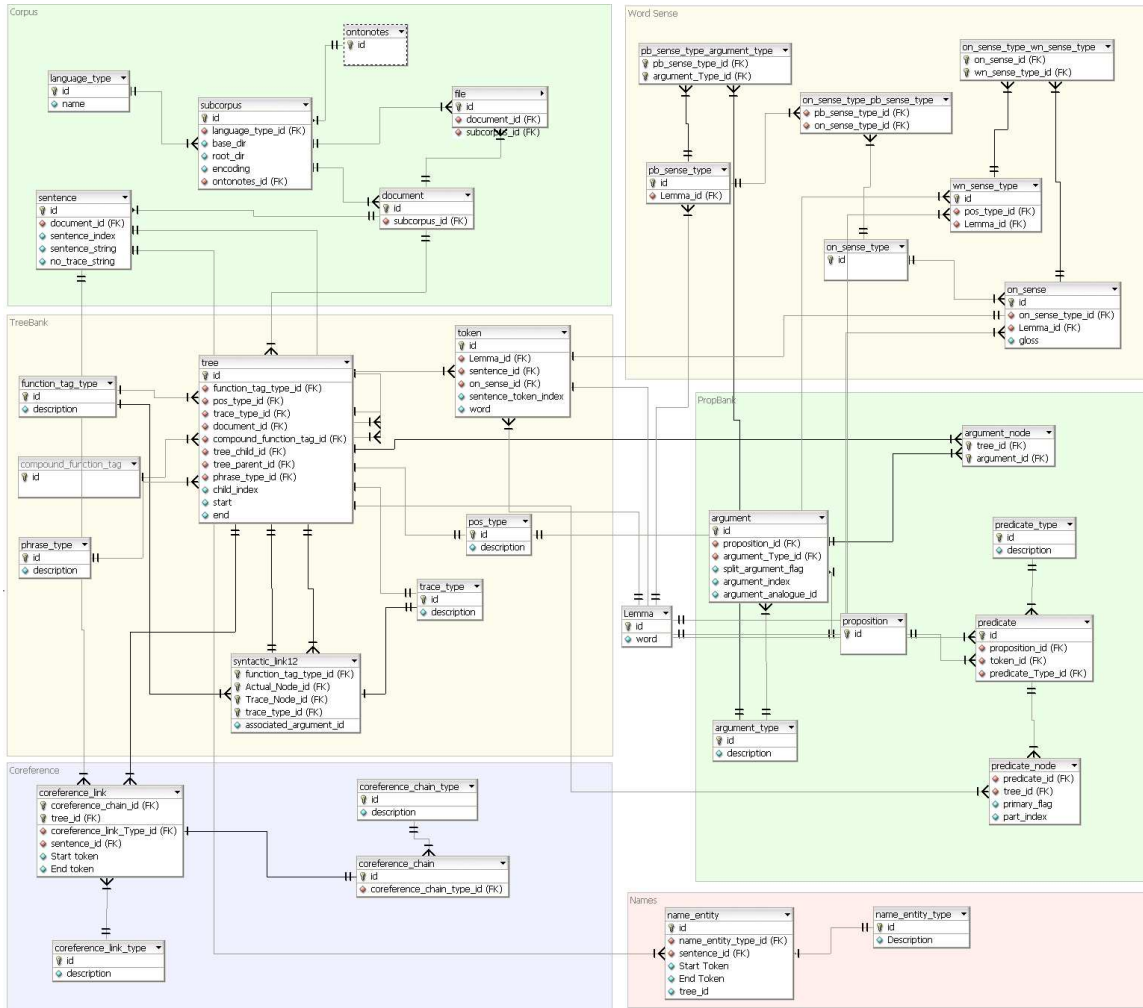 Corpus
ontonotes
id
language_type
id
name
subcorpus
id
language_type_id (FK)
base_dir
root_dir
encoding
ontonotes_id (FK)
file
id
document_id (FK)
subcorpus_id (FK)
document
id
subcorpus_id (FK)
sentence
id
document_id (FK)
sentence_index
sentence_string
no_trace_string
Word Sense
pb_sense_type_argument_type
pb_sense_type_id (FK)
argument_Type_id (FK)
on_sense_type_wn_sense_type
on_sense_id (FK)
wn_sense_type_id (FK)
on_sense_type_pb_sense_type
pb_sense_type_id (FK)
on_sense_type_id (FK)
pb_sense_type
id
Lemma_id (FK)
wn_sense_type
id
pos_type_id (FK)
Lemma_id (FK)
on_sense_type
id
on_sense
id
on_sense_type_id (FK)
Lemma_id (FK)
gloss
TreeBank
tree
id
function_tag_type_id (FK)
pos_type_id (FK)
trace_type_id (FK)
document_id (FK)
compound_function_tag_id (FK)
tree_child_id (FK)
tree_parent_id (FK)
phrase_type_id (FK)
child_index
start
end
token
id
Lemma_id (FK)
sentence_id (FK)
on_sense_id (FK)
sentence_token_index
word
function_tag_type
id
description
compound_function_tag
id
phrase_type
id
description
pos_type
id
description
trace_type
id
description
syntactic_link12
function_tag_type_id (FK)
Actual_Node_id (FK)
Trace_Node_id (FK)
trace_type_id (FK)
associated_argument_id
Lemma
id
word
PropBank
argument_node
tree_id (FK)
argument_id (FK)
argument
id
proposition_id (FK)
argument_Type_id (FK)
split_argument_flag
argument_index
argument_analogue_id
predicate_type
id
description
proposition
id
predicate
id
proposition_id (FK)
token_id (FK)
predicate_Type_id (FK)
argument_type
id
description
predicate_node
predicate_id (FK)
tree_id (FK)
primary_flag
part_index
Coreference
coreference_link
coreference_chain_id (FK)
tree_id (FK)
coreference_link_Type_id (FK)
sentence_id (FK)
Start token
End token
coreference_chain_type
id
description
coreference_chain
id
coreference_chain_type_id (FK)
coreference_link_type
id
description
Names
name_entity
id
name_entity_type_id (FK)
sentence_id (FK)
Start Token
End Token
tree_id
name_entity_type
id
Description